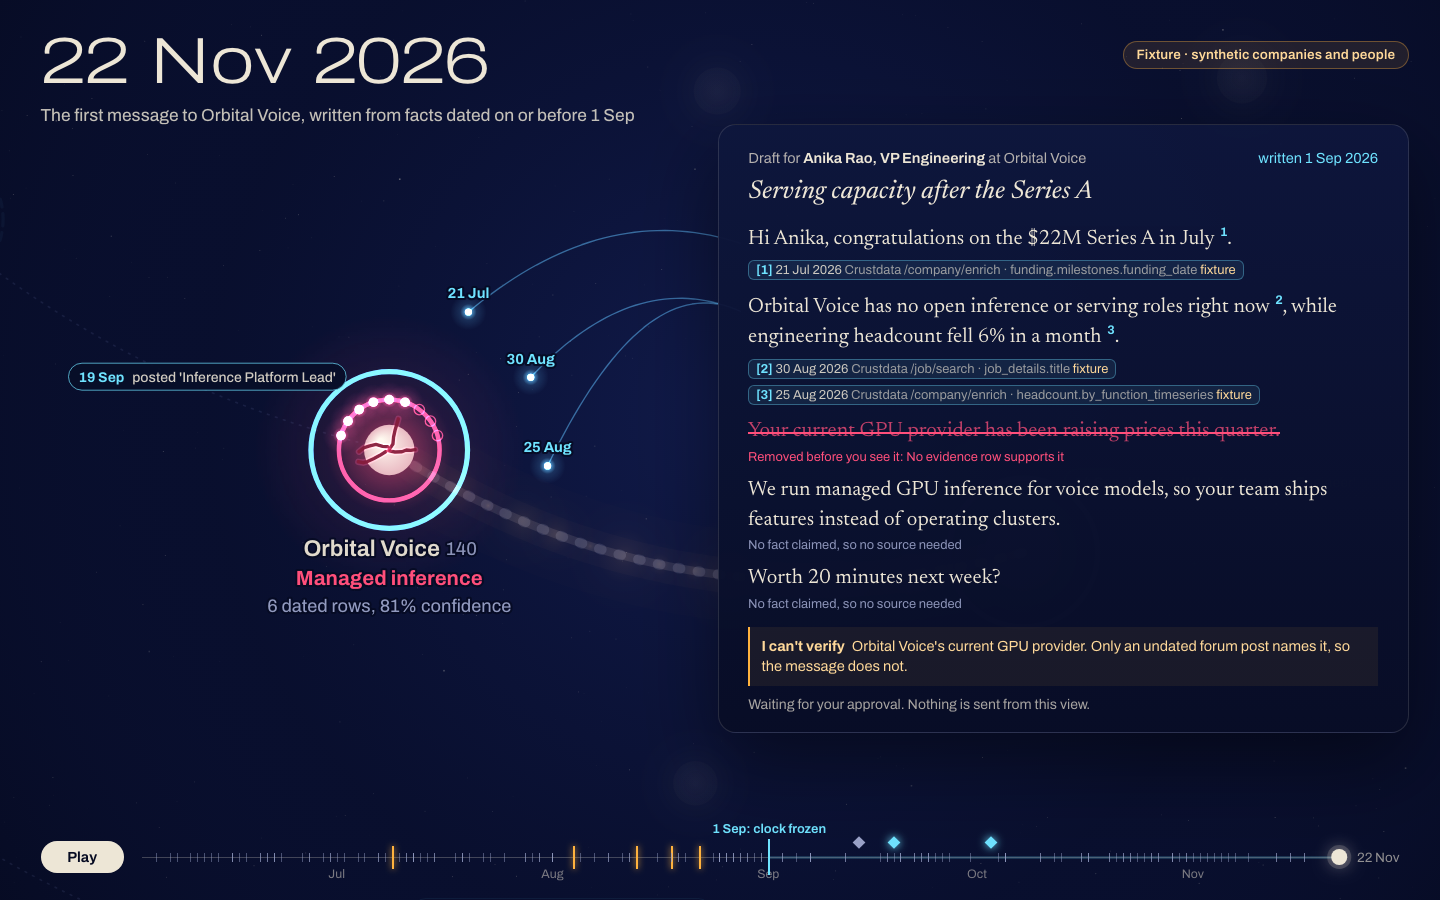 22 Nov 2026
The first message to Orbital Voice, written from facts dated on or before 1 Sep
Fixture · synthetic companies and people
Draft for Anika Rao, VP Engineering at Orbital Voice
written 1 Sep 2026
Serving capacity after the Series A
Hi Anika, congratulations on the $22M Series A in July 1.
[1] 21 Jul 2026 Crustdata /company/enrich · funding.milestones.funding_date fixture
Orbital Voice has no open inference or serving roles right now 2, while
engineering headcount fell 6% in a month 3.
[2] 30 Aug 2026 Crustdata /job/search · job_details.title fixture
[3] 25 Aug 2026 Crustdata /company/enrich · headcount.by_function_timeseries fixture
Your current GPU provider has been raising prices this quarter.
Removed before you see it: No evidence row supports it
We run managed GPU inference for voice models, so your team ships
features instead of operating clusters.
No fact claimed, so no source needed
Worth 20 minutes next week?
No fact claimed, so no source needed
I can't verify Orbital Voice's current GPU provider. Only an undated forum post names it, so
the message does not.
Waiting for your approval. Nothing is sent from this view.
21 Jul
30 Aug
19 Sep posted 'Inference Platform Lead'
25 Aug
Orbital Voice 140
Managed inference
6 dated rows, 81% confidence
1 Sep: clock frozen
Play
22 Nov
Jul
Aug
Sep
Oct
Nov